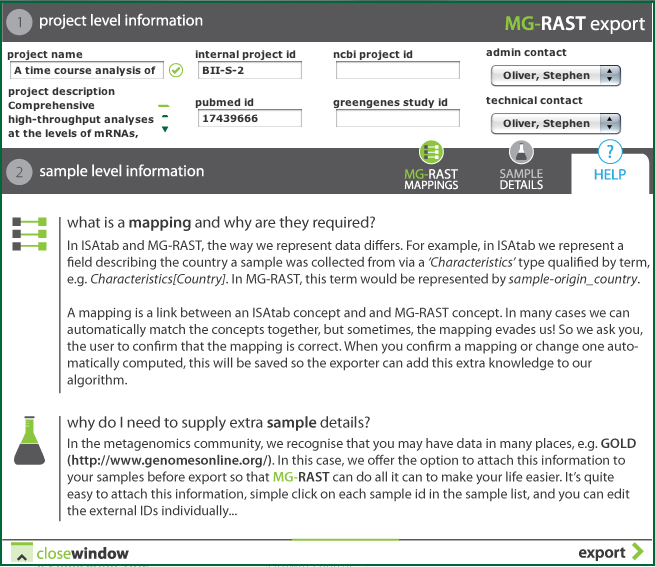 1 project level information
MG-RAST export
project name
A time course analysis of
internal project id
BII-S-2
ncbi project id
admin contact
Oliver, Stephen
project description
Comprehensive
high-throughput analyses
at the levels of mRNAs,
pubmed id
17439666
greengenes study id
technical contact
Oliver, Stephen
2 sample level information
MG-RAST
MAPPINGS
SAMPLE
DETAILS
?
HELP
what is a mapping and why are they required?
In ISAtab and MG-RAST, the way we represent data differs. For example, in ISAtab we represent a
field describing the country a sample was collected from via a 'Characteristics' type qualified by term,
e.g. Characteristics[Country]. In MG-RAST, this term would be represented by sample-origin_country.
A mapping is a link between an ISAtab concept and and MG-RAST concept. In many cases we can
automatically match the concepts together, but sometimes, the mapping evades us! So we ask you,
the user to confirm that the mapping is correct. When you confirm a mapping or change one auto-
matically computed, this will be saved so the exporter can add this extra knowledge to our
algorithm.
why do I need to supply extra sample details?
In the metagenomics community, we recognise that you may have data in many places, e.g. GOLD
(http://www.genomesonline.org/). In this case, we offer the option to attach this information to
your samples before export so that MG-RAST can do all it can to make your life easier. It's quite
easy to attach this information, simple click on each sample id in the sample list, and you can edit
the external IDs individually...
closewindow
export